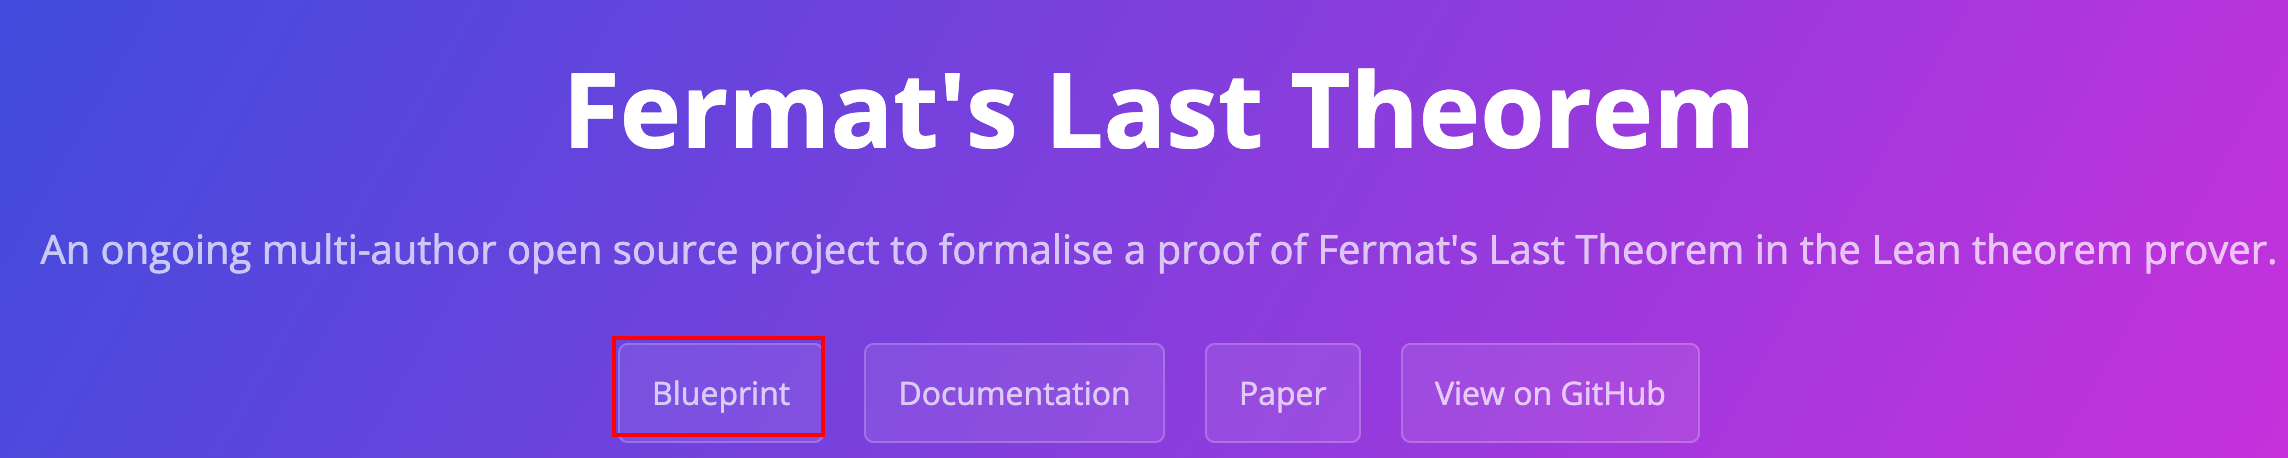 Fermat's Last Theorem
An ongoing multi-author open source project to formalise a proof of Fermat's Last Theorem in the Lean theorem prover.
Blueprint Documentation Paper View on GitHub